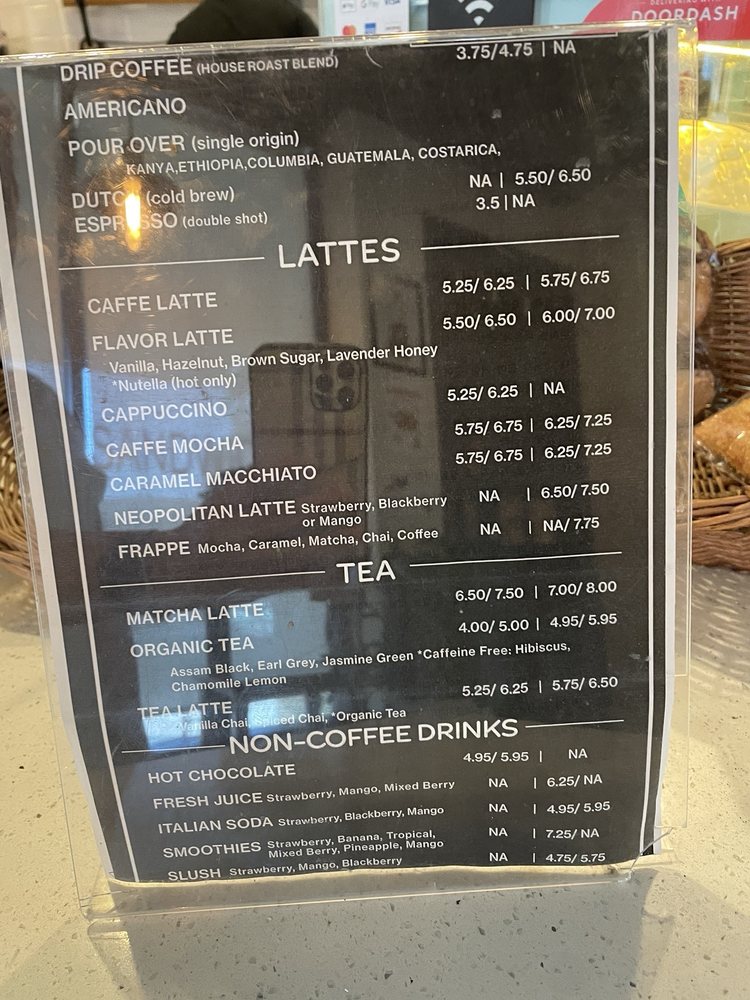 DELIVERING WITH
DOORDASH
Pay VISA
DRIP COFFEE (HOUSE ROAST BLEND) 3.75/4.75 | NA
AMERICANO
POUR OVER (single origin)
KANYA,ETHIOPIA,COLUMBIA, GUATEMALA, COSTARICA,
(cold brew) NA | 5.50/ 6.50
(double shot) 3.5 | NA
LATTES
CAFFE LATTE 5.25/ 6.25 | 5.75/ 6.75
FLAVOR LATTE 5.50/ 6.50 | 6.00/ 7.00
Vanilla, Hazelnut, Brown Sugar, Lavender Honey
*Nutella (hot only)
CAPPUCCINO 5.25/ 6.25 | NA
CAFFE MOCHA 5.75/ 6.75 | 6.25/ 7.25
CARAMEL MACCHIATO 5.75/ 6.75 | 6.25/ 7.25
NEOPOLITAN LATTE Strawberry, Blackberry NA | 6.50/ 7.50
or Mango
FRAPPE Mocha, Caramel, Matcha, Chai, Coffee NA | NA/ 7.75
TEA
MATCHA LATTE 6.50/ 7.50 | 7.00/ 8.00
ORGANIC TEA 4.00/ 5.00 | 4.95/ 5.95
Assam Black, Earl Grey, Jasmine Green *Caffeine Free: Hibiscus,
Chamomile Lemon
TEA LATTE 5.25/ 6.25 | 5.75/ 6.50
Vanilla Chai, Spiced Chai, *Organic Tea
NON-COFFEE DRINKS
HOT CHOCOLATE 4.95/ 5.95 | NA
FRESH JUICE Strawberry, Mango, Mixed Berry NA | 6.25/ NA
ITALIAN SODA Strawberry, Blackberry, Mango NA | 4.95/ 5.95
SMOOTHIES Strawberry, Banana, Tropical, NA | 7.25/ NA
Mixed Berry, Pineapple, Mango
SLUSH Strawberry, Mango, Blackberry NA | 4.75/ 5.75